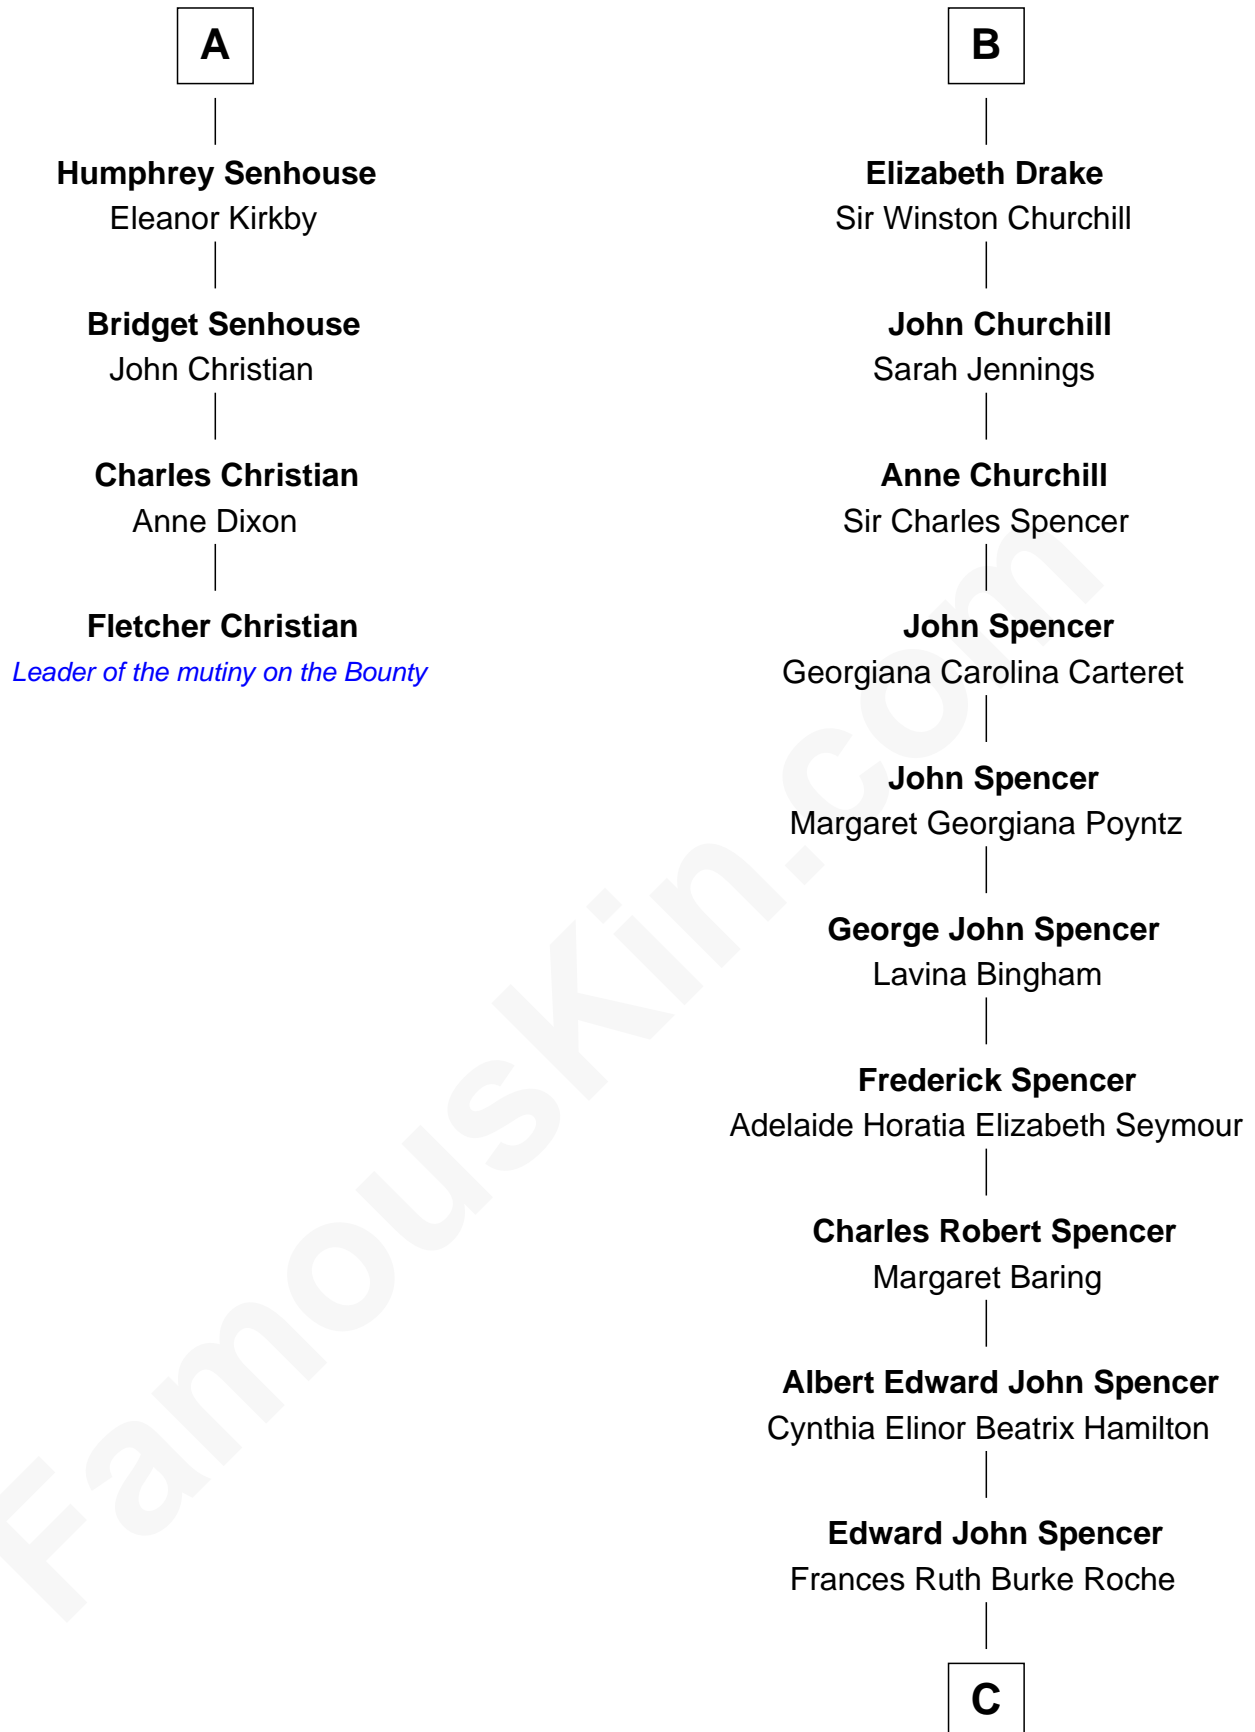 A
Humphrey Senhouse
Eleanor Kirkby
Bridget Senhouse
John Christian
Charles Christian
Anne Dixon
Fletcher Christian
Leader of the mutiny on the Bounty
B
Elizabeth Drake
Sir Winston Churchill
John Churchill
Sarah Jennings
Anne Churchill
Sir Charles Spencer
John Spencer
Georgiana Carolina Carteret
John Spencer
Margaret Georgiana Poyntz
George John Spencer
Lavina Bingham
Frederick Spencer
Adelaide Horatia Elizabeth Seymour
Charles Robert Spencer
Margaret Baring
Albert Edward John Spencer
Cynthia Elinor Beatrix Hamilton
Edward John Spencer
Frances Ruth Burke Roche
C
FamousKin.com